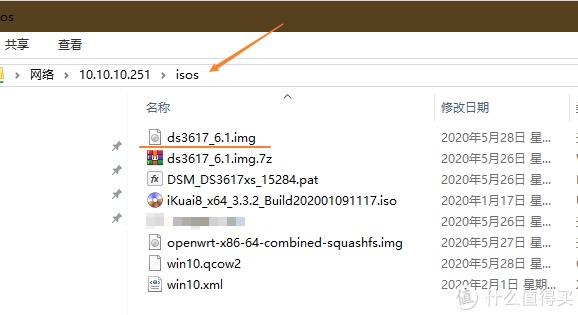 os
共享 查看
网络 > 10.10.10.251 > isos
名称 修改日期
ds3617_6.1.img 2020年5月28日 星...
ds3617_6.1.img.7z 2020年5月26日 星...
DSM_DS3617xs_15284.pat 2020年5月26日 星...
iKuai8_x64_3.3.2_Build202001091117.iso 2020年1月17日 星...
2020年5月26日 星...
openwrt-x86-64-combined-squashfs.img 2020年5月27日 星...
win10.qcow2 2020年5月28日 星...
win10.xml 2020年2月1日 星期...
值 什么值得买